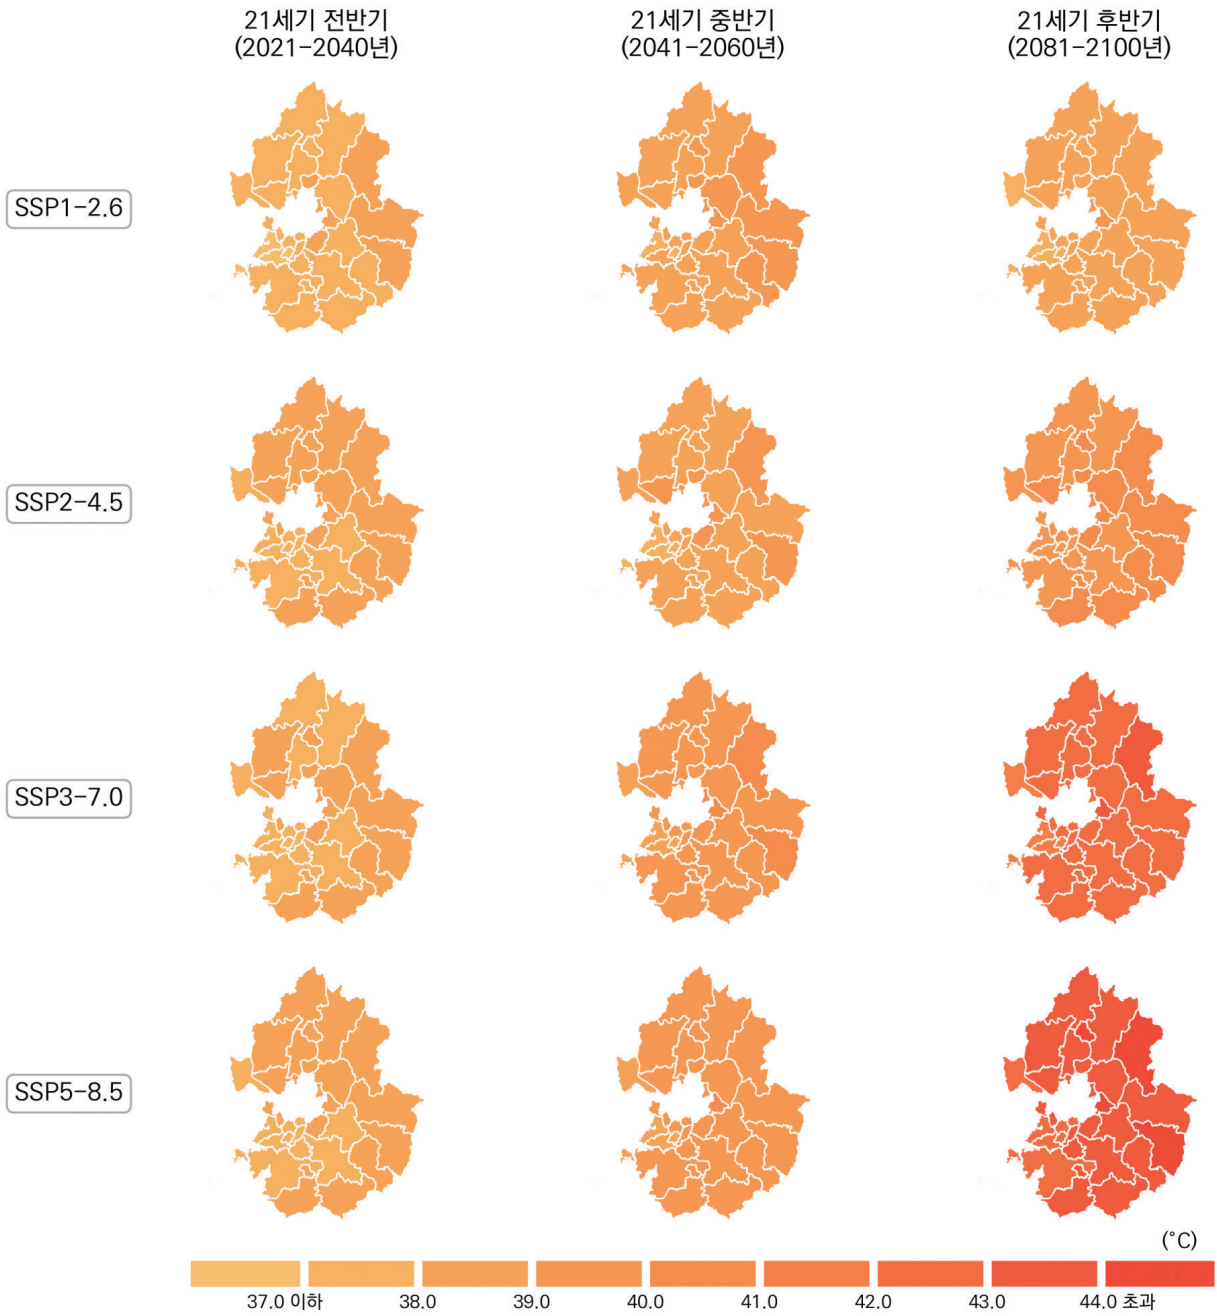 21세기 전반기
(2021-2040년)
21세기 중반기
(2041-2060년)
21세기 후반기
(2081-2100년)
SSP1-2.6
SSP2-4.5
SSP3-7.0
SSP5-8.5
(˚C)
37.0 이하
38.0
39.0
40.0
41.0
42.0
43.0
44.0 초과